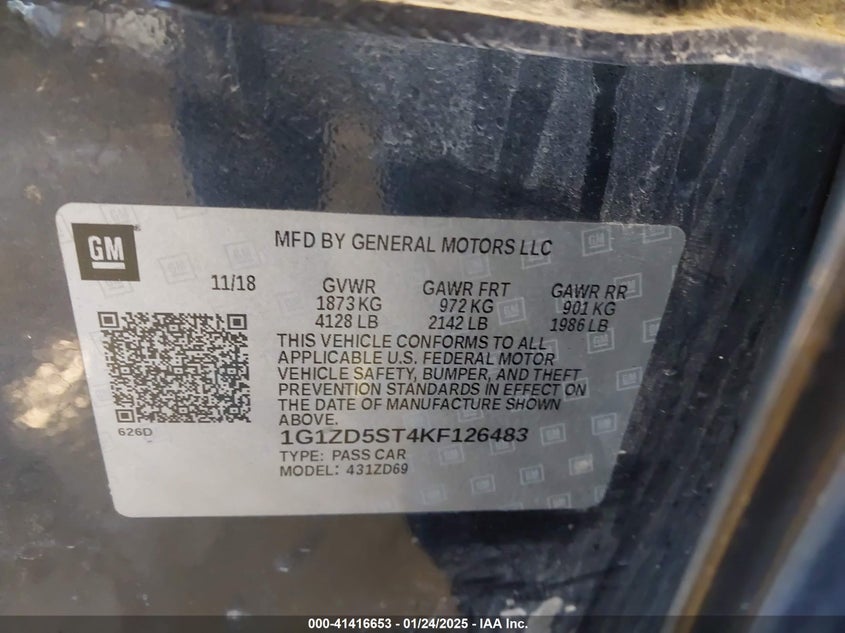 GM
MFD BY GENERAL MOTORS LLC
11/18 GVWR GAWR FRT GAWR RR
1873 KG 972 KG 901 KG
4128 LB 2142 LB 1986 LB
THIS VEHICLE CONFORMS TO ALL
APPLICABLE U.S. FEDERAL MOTOR
VEHICLE SAFETY, BUMPER, AND THEFT
PREVENTION STANDARDS IN EFFECT ON
THE DATE OF MANUFACTURE SHOWN
ABOVE.
626D
1G1ZD5ST4KF126483
TYPE: PASS CAR
MODEL: 431ZD69
000-41416653 - 01/24/2025 - IAA Inc.